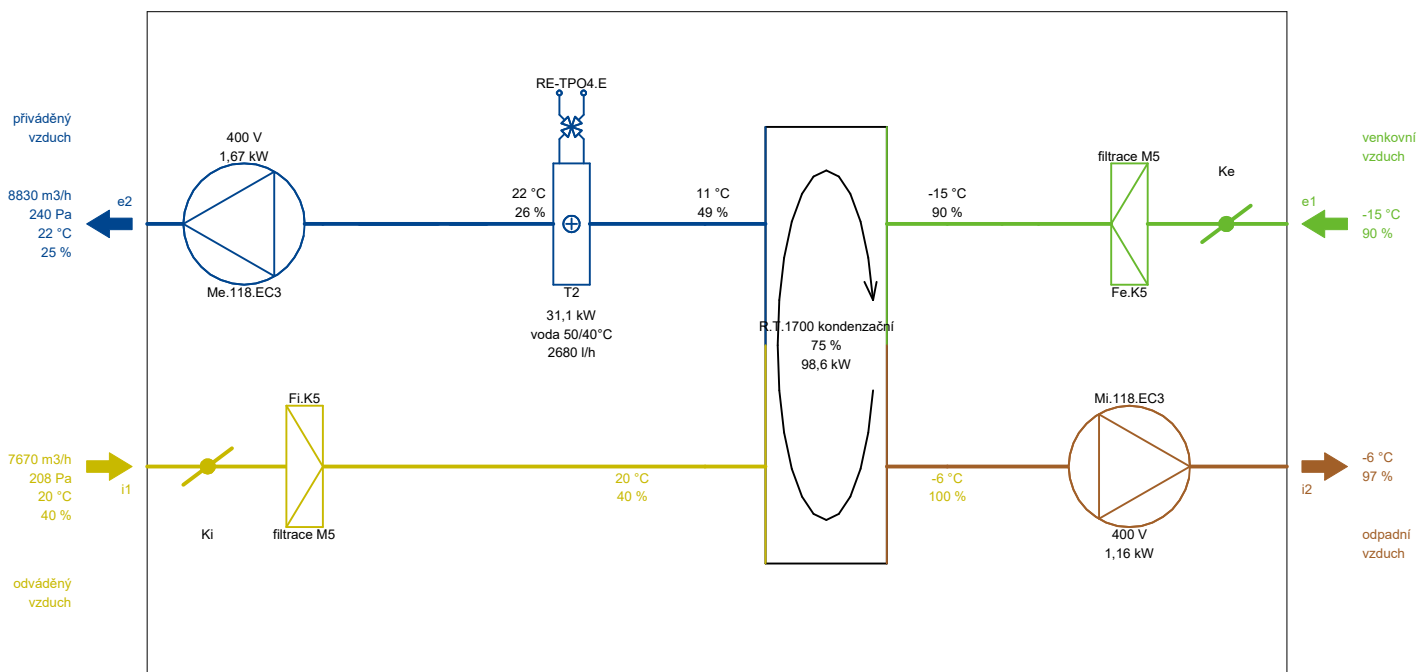 RE-TPO4.E
přiváděný
vzduch
400 V
1,67 kW
filtrace M5
venkovní
vzduch
Ke
8830 m3/h
240 Pa
22 °C
25 %
e2
22 °C
26 %
11 °C
49 %
-15 °C
90 %
e1
-15 °C
90 %
Me.118.EC3
T2
Fe.K5
31,1 kW
voda 50/40°C
2680 l/h
R.T.1700 kondenzační
75 %
98,6 kW
Fi.K5
Mi.118.EC3
7670 m3/h
208 Pa
20 °C
40 %
i1
20 °C
40 %
-6 °C
100 %
-6 °C
97 %
i2
Ki
filtrace M5
400 V
1,16 kW
odpadní
vzduch
odváděný
vzduch